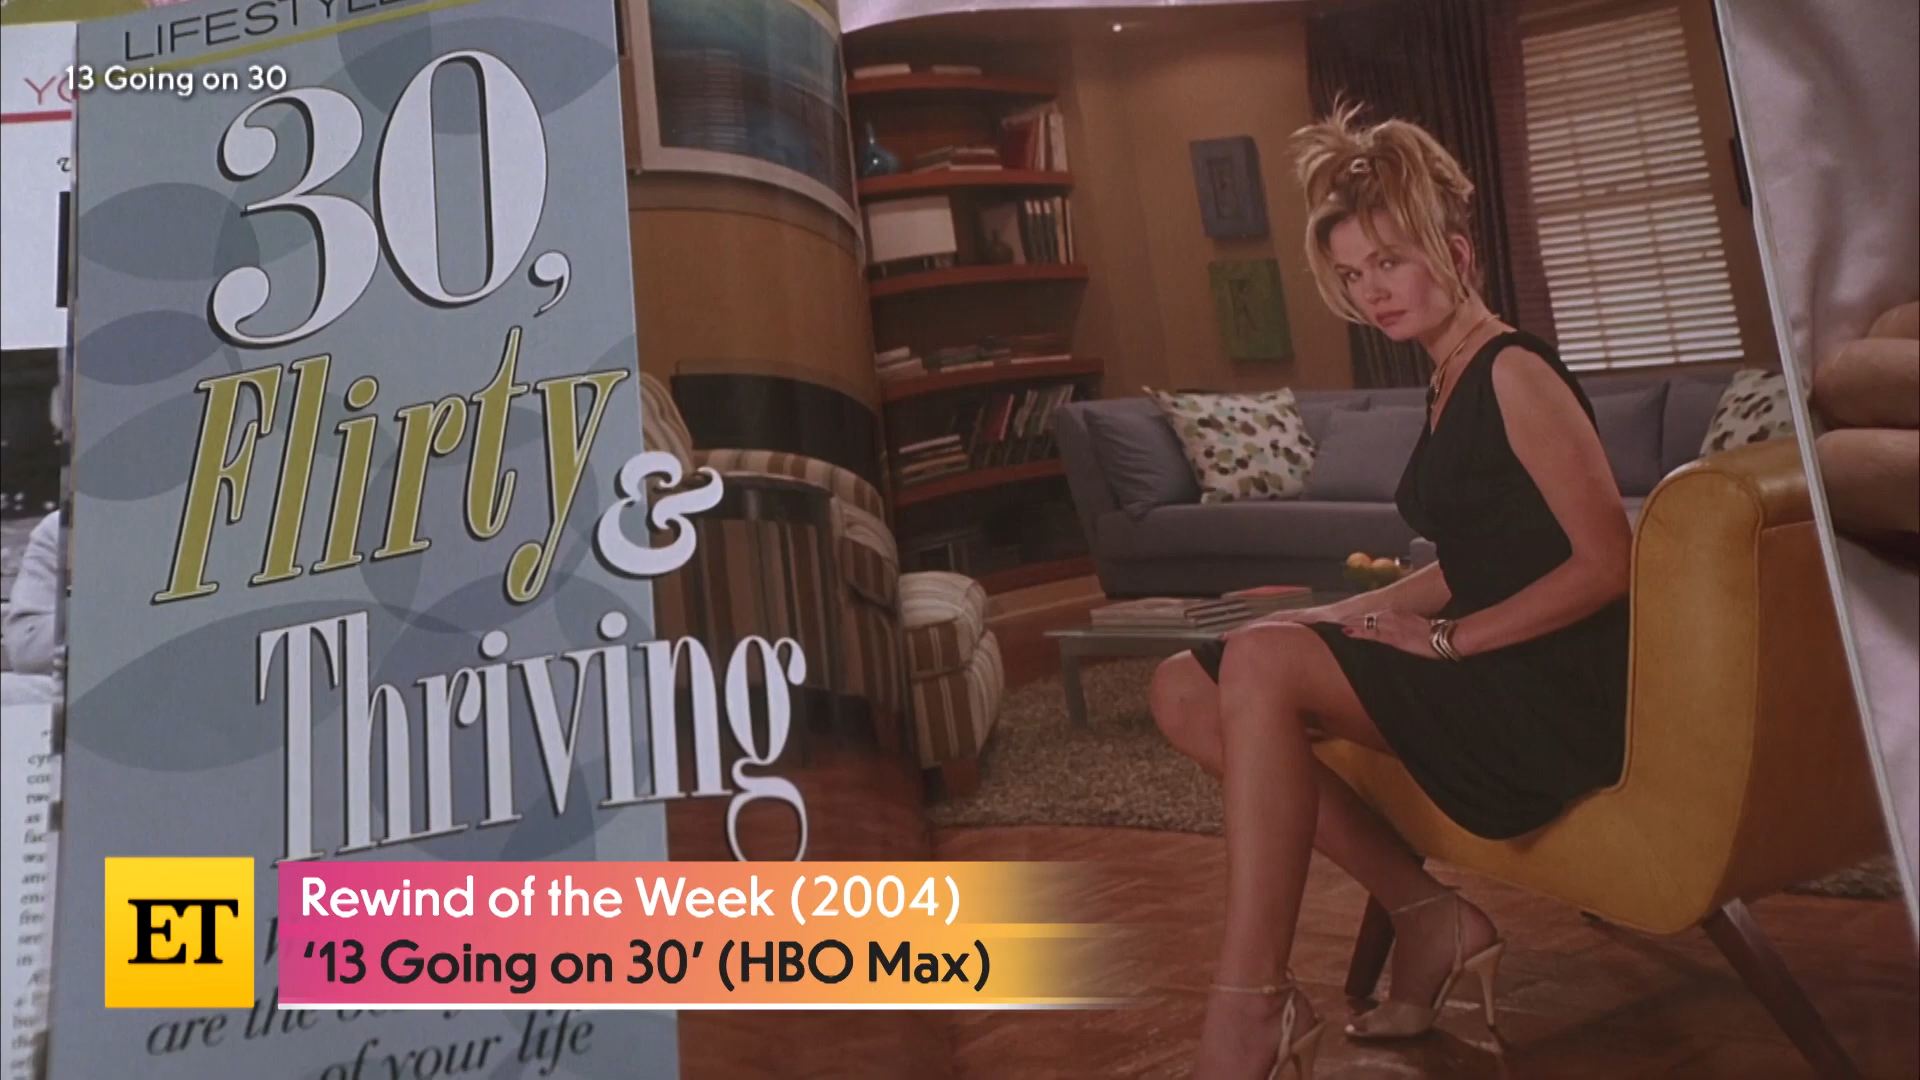 LIFESTYLE
13 Going on 30
30,
Flirty
&
Thriving
are the
of your life
ET
Rewind of the Week (2004)
‘13 Going on 30’ (HBO Max)